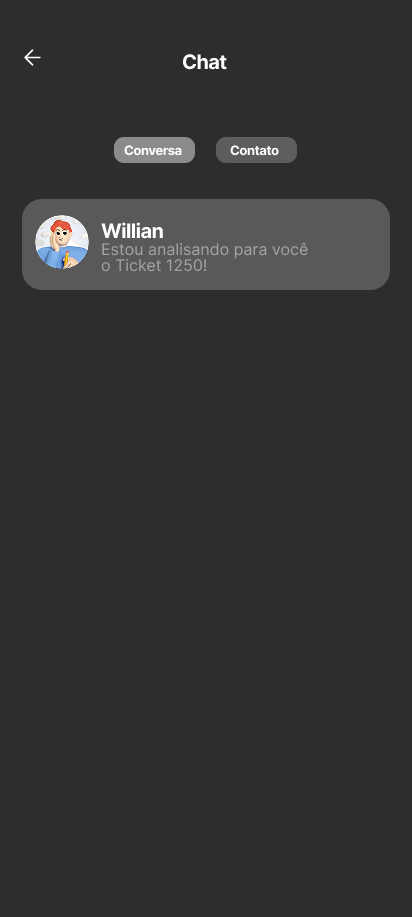 Chat
Conversa
Contato
Willian
Estou analisando para você
o Ticket 1250!